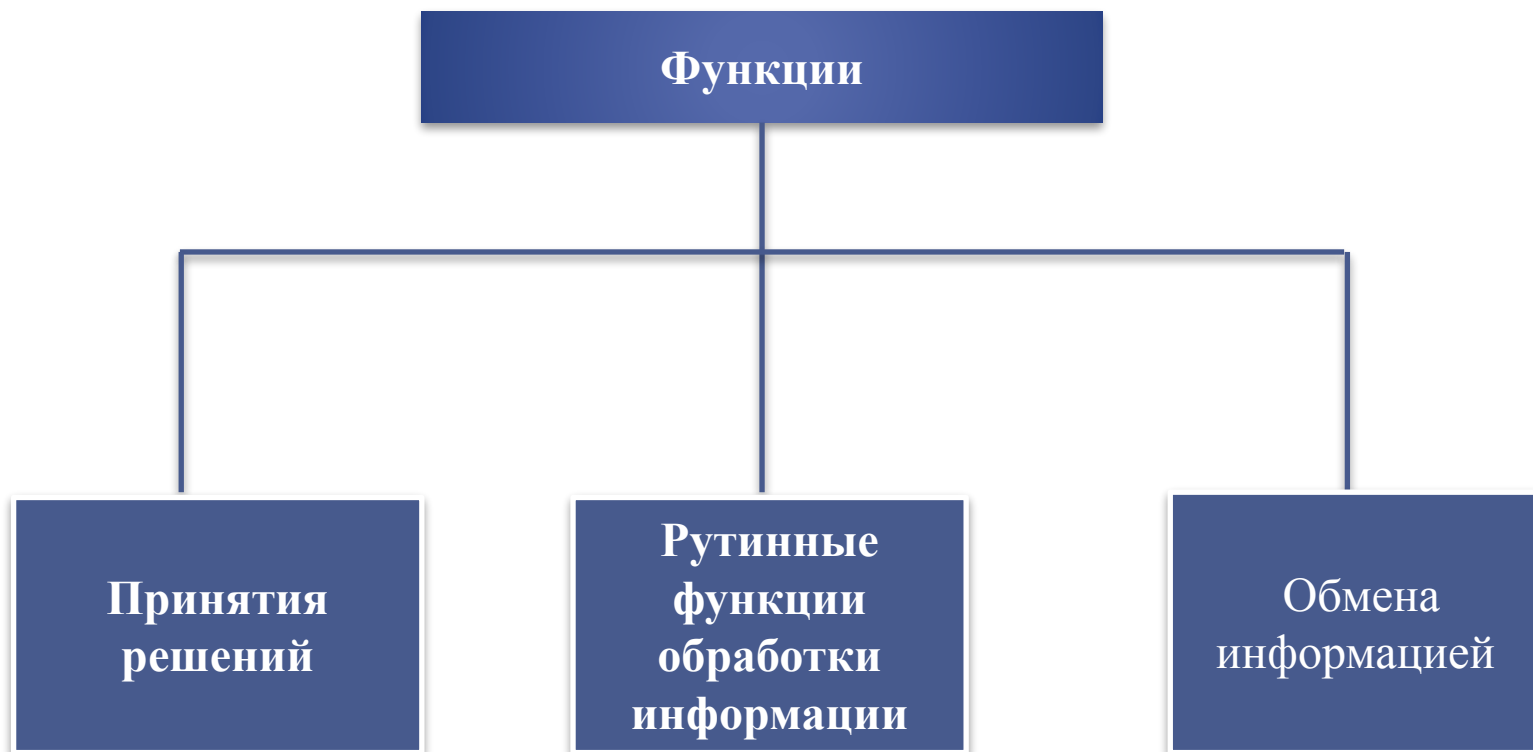 Функции
Принятия
решений
Рутинные
функции
обработки
информации
Обмена
информацией